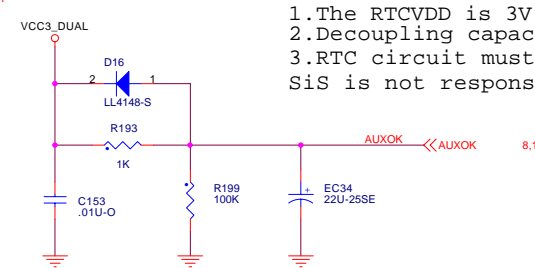 1.The RTCVDD is 3V
2.Decoupling capac
3.RTC circuit must
SiS is not respons
VCC3_DUAL
D16
2 1
LL4148-S
R193
1K
AUXOK
AUXOK
8,1
C153
.01U-O
R199
100K
+
EC34
22U-25SE